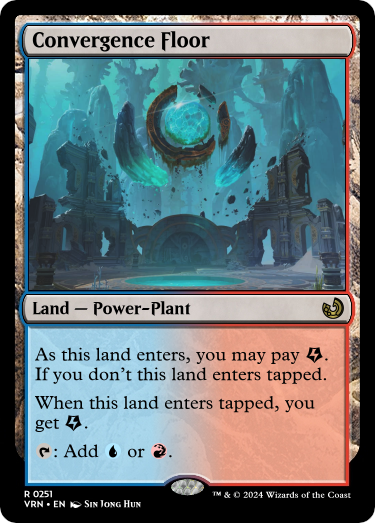 Convergence Floor
Land — Power-Plant
As this land enters, you may pay .
If you don't this land enters tapped.
When this land enters tapped, you
get .
: Add or .
R 0251
VRN • EN Sin Jong Hun
™ & © 2024 Wizards of the Coast